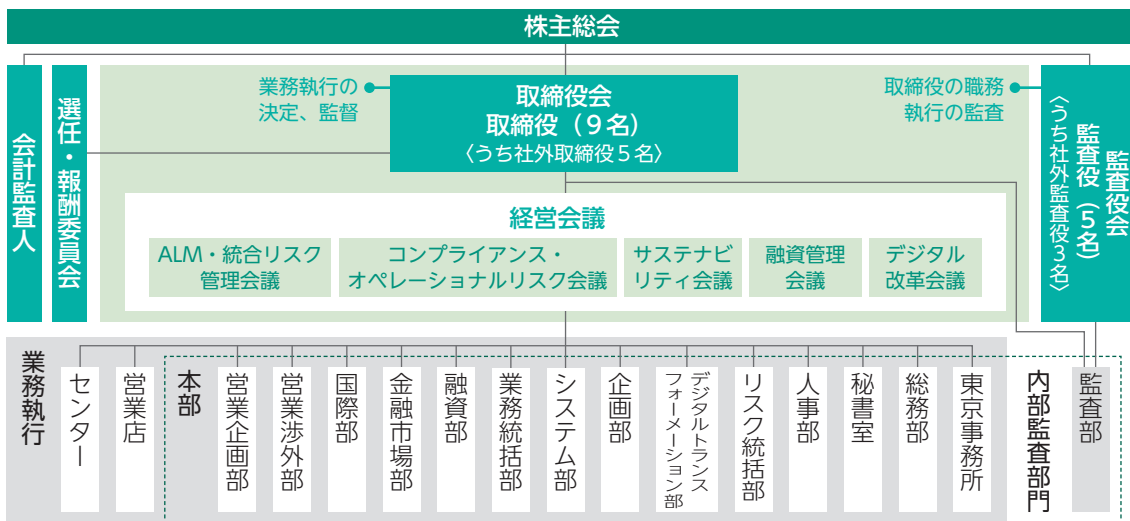 株主総会
会計監査人
選任・報酬委員会
業務執行の
決定、監督
取締役会
取締役（9名）
〈うち社外取締役5名〉
取締役の職務
執行の監査
監査役会
監査役（5名）
〈うち社外監査役3名〉
経営会議
ALM・統合リスク
管理会議
コンプライアンス・
オペレーショナルリスク会議
サステナビ
リティ会議
融資管理
会議
デジタル
改革会議
業務執行
センター
営業店
本部
営業企画部
営業渉外部
国際部
金融市場部
融資部
業務統括部
システム部
企画部
デジタルトランス
フォーメーション部
リスク統括部
人事部
秘書室
総務部
東京事務所
内部監査部門
監査部